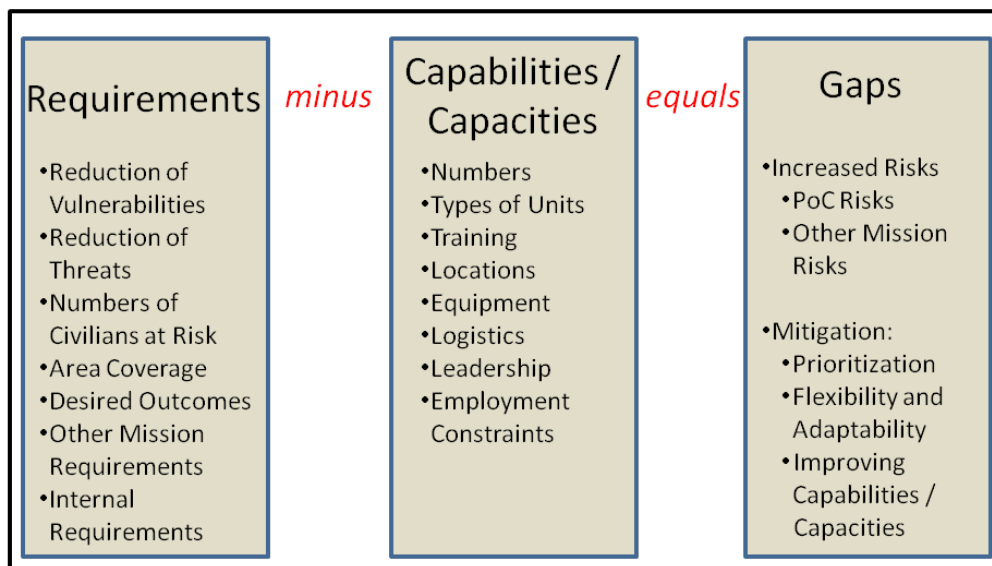 Requirements
•Reduction of
Vulnerabilities
•Reduction of
Threats
•Numbers of
Civilians at Risk
•Area Coverage
•Desired Outcomes
•Other Mission
Requirements
•Internal
Requirements
minus
Capabilities /
Capacities
•Numbers
•Types of Units
•Training
•Locations
•Equipment
•Logistics
•Leadership
•Employment
Constraints
equals
Gaps
•Increased Risks
•PoC Risks
•Other Mission
Risks
•Mitigation:
•Prioritization
•Flexibility and
Adaptability
•Improving
Capabilities /
Capacities